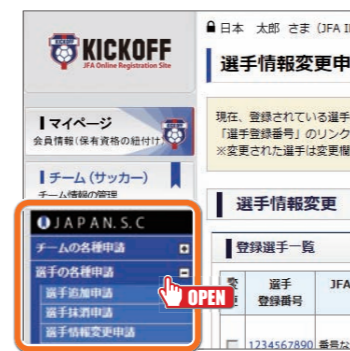 KICKOFF
JFA Online Registration Site
日本 太郎 さま (JFA I
選手情報変更申
マイページ
会員情報(保有資格の紐付け
現在、登録されている選手
「選手登録番号」のリンク
※変更された選手は変更欄
チーム (サッカー)
チーム情報の管理
選手情報変更
JAPAN.S.C
チームの各種申請
登録選手一覧
選手の各種申請
OPEN
選手 登録番号
JFA
選手追加申請
選手抹消申請
選手情報変更申請
1234567890
番号な